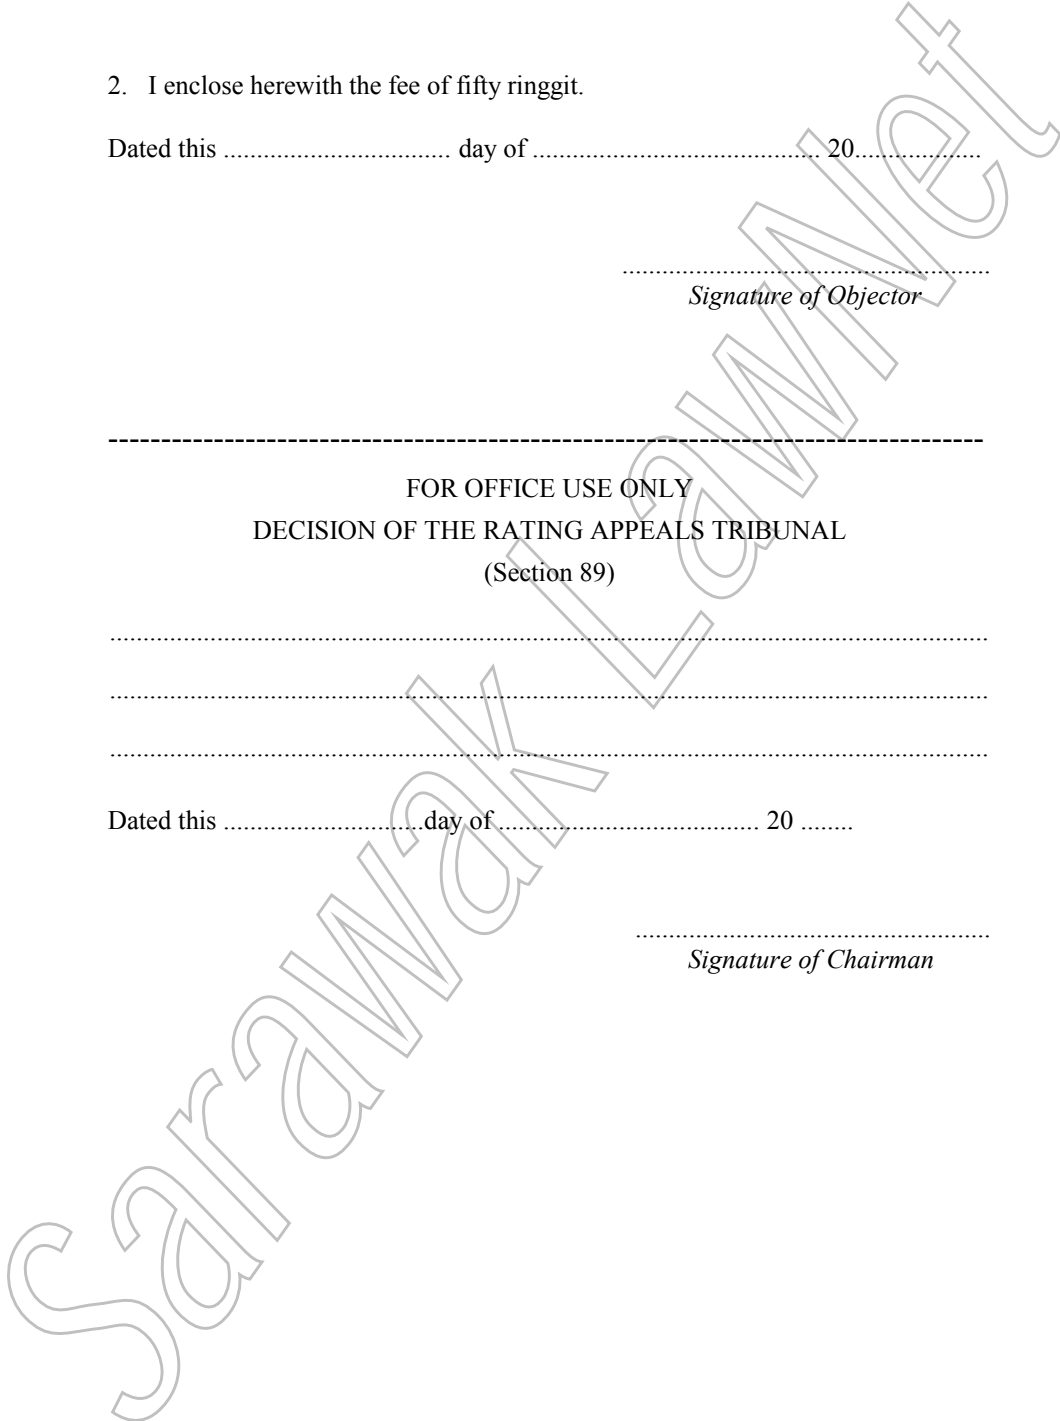 2. I enclose herewith the fee of fifty ringgit.
Dated this .................................. day of ........................................... 20...................
.......................................................
Signature of Objector
-----------------------------------------------------------------------------------
FOR OFFICE USE ONLY
DECISION OF THE RATING APPEALS TRIBUNAL
(Section 89)
....................................................................................................................................
....................................................................................................................................
....................................................................................................................................
Dated this ..............................day of ....................................... 20 ........
.....................................................
Signature of Chairman
Sarawak LawNet